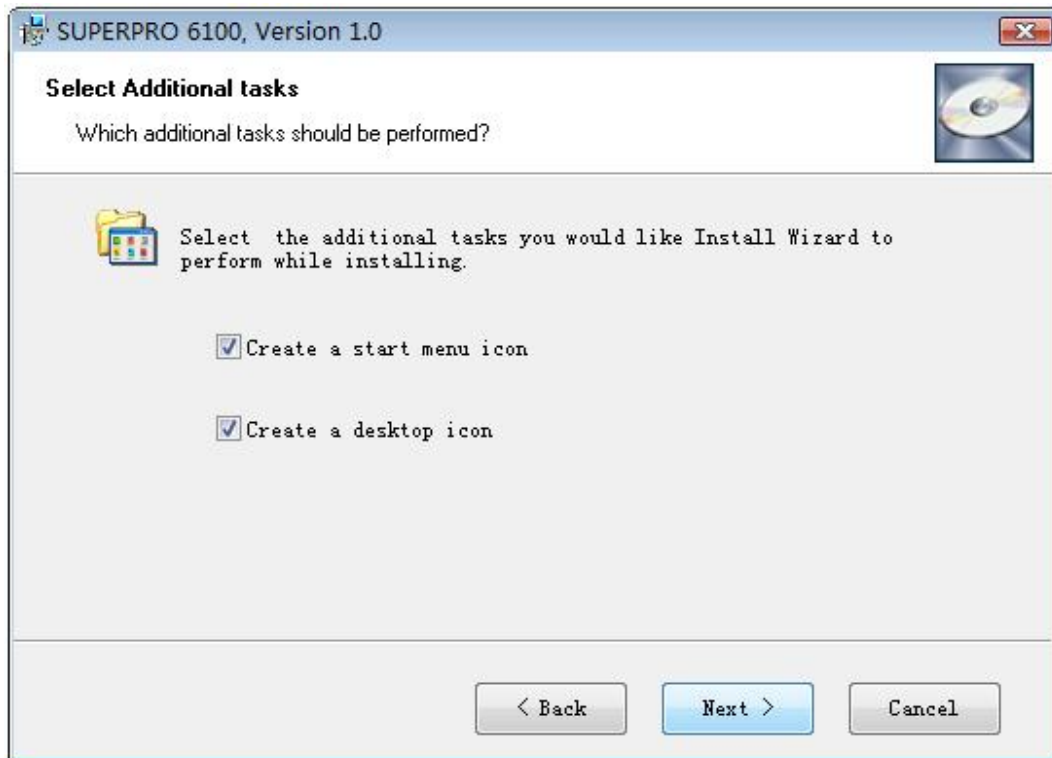 SUPERPRO 6100, Version 1.0
Select Additional tasks
Which additional tasks should be performed?
Select  the additional tasks you would like Install Wizard to
perform while installing.
Create a start menu icon
Create a desktop icon
< Back
Next >
Cancel